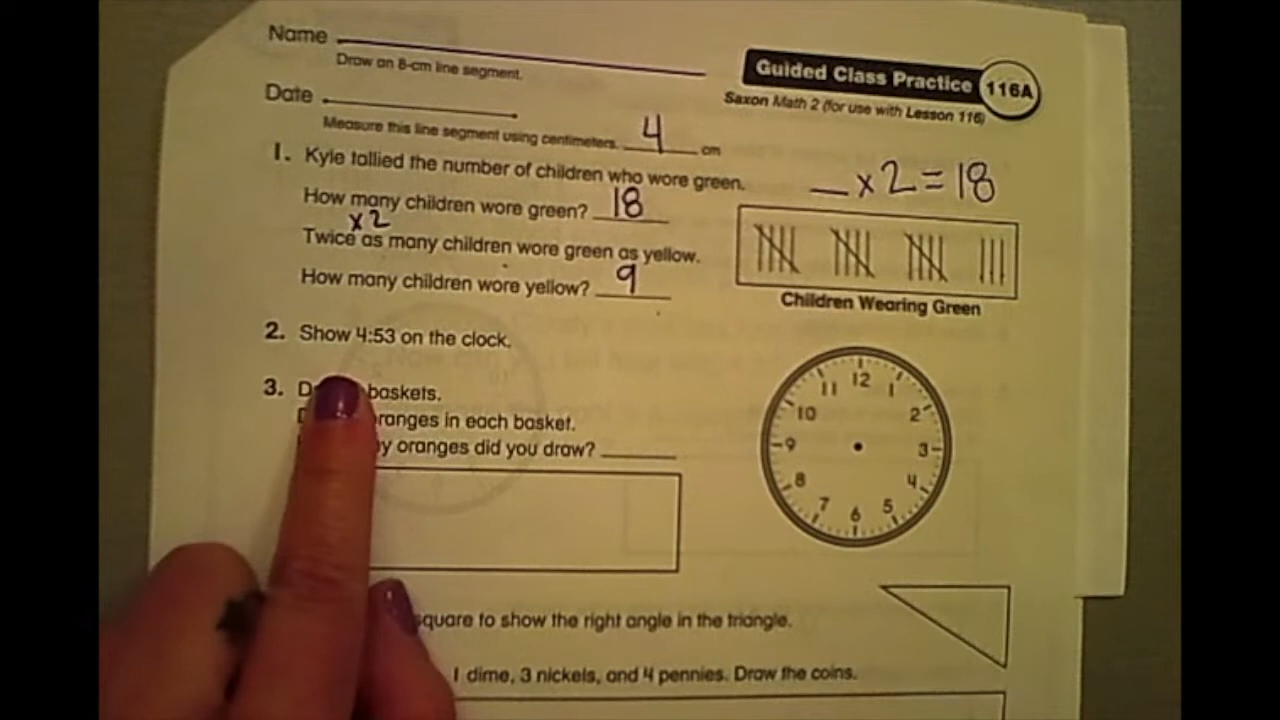 Name
Draw an 8-cm line segment.
Guided Class Practice 116A
Saxon Math 2 (for use with Lesson 116)
Date
Measure this line segment using centimeters. 4 cm
1. Kyle tallied the number of children who wore green.
__ x 2 = 18
How many children wore green? 18
x2
Twice as many children wore green as yellow.
How many children wore yellow? 9
Children Wearing Green
2. Show 4:53 on the clock.
12
11 1
10 2
9 3
8 4
7 5
6
3. baskets.
oranges in each basket.
oranges did you draw?
square to show the right angle in the triangle.
1 dime, 3 nickels, and 4 pennies. Draw the coins.